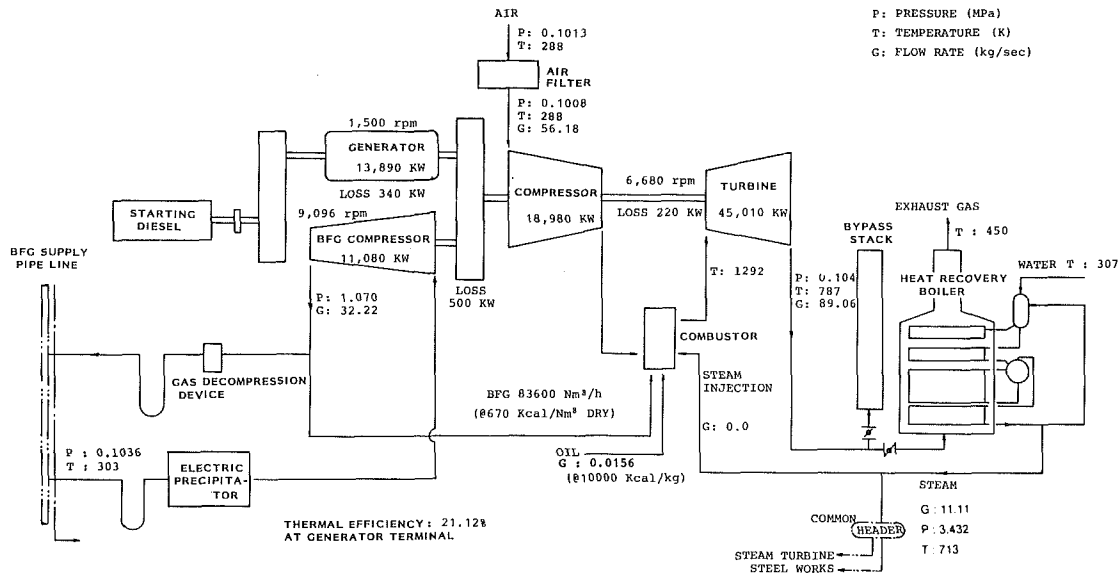 AIR
P: PRESSURE (MPa)
T: TEMPERATURE (K)
G: FLOW RATE (kg/sec)
P: 0.1013
T: 288
AIR
FILTER
P: 0.1008
T: 288
G: 56.18
1,500 rpm
GENERATOR
13,890 KW
LOSS 340 KW
STARTING
DIESEL
9,096 rpm
BFG COMPRESSOR
11,080 KW
LOSS
500 KW
COMPRESSOR
18,980 KW
6,680 rpm
LOSS 220 KW
TURBINE
45,010 KW
T: 1292
BYPASS
STACK
P: 0.104
T: 787
G: 89.06
EXHAUST GAS
T : 450
HEAT RECOVERY
BOILER
WATER T : 307
BFG SUPPLY
PIPE LINE
P: 1.070
G: 32.22
GAS DECOMPRESSION
DEVICE
COMBUSTOR
STEAM
INJECTION
G: 0.0
BFG 83600 Nm³/h
(@670 Kcal/Nm³ DRY)
OIL
G : 0.0156
(@10000 Kcal/kg)
P : 0.1036
T : 303
ELECTRIC
PRECIPITA-
TOR
STEAM
G : 11.11
P : 3.432
T : 713
COMMON
HEADER
STEAM TURBINE
STEEL WORKS
THERMAL EFFICIENCY: 21.12%
AT GENERATOR TERMINAL